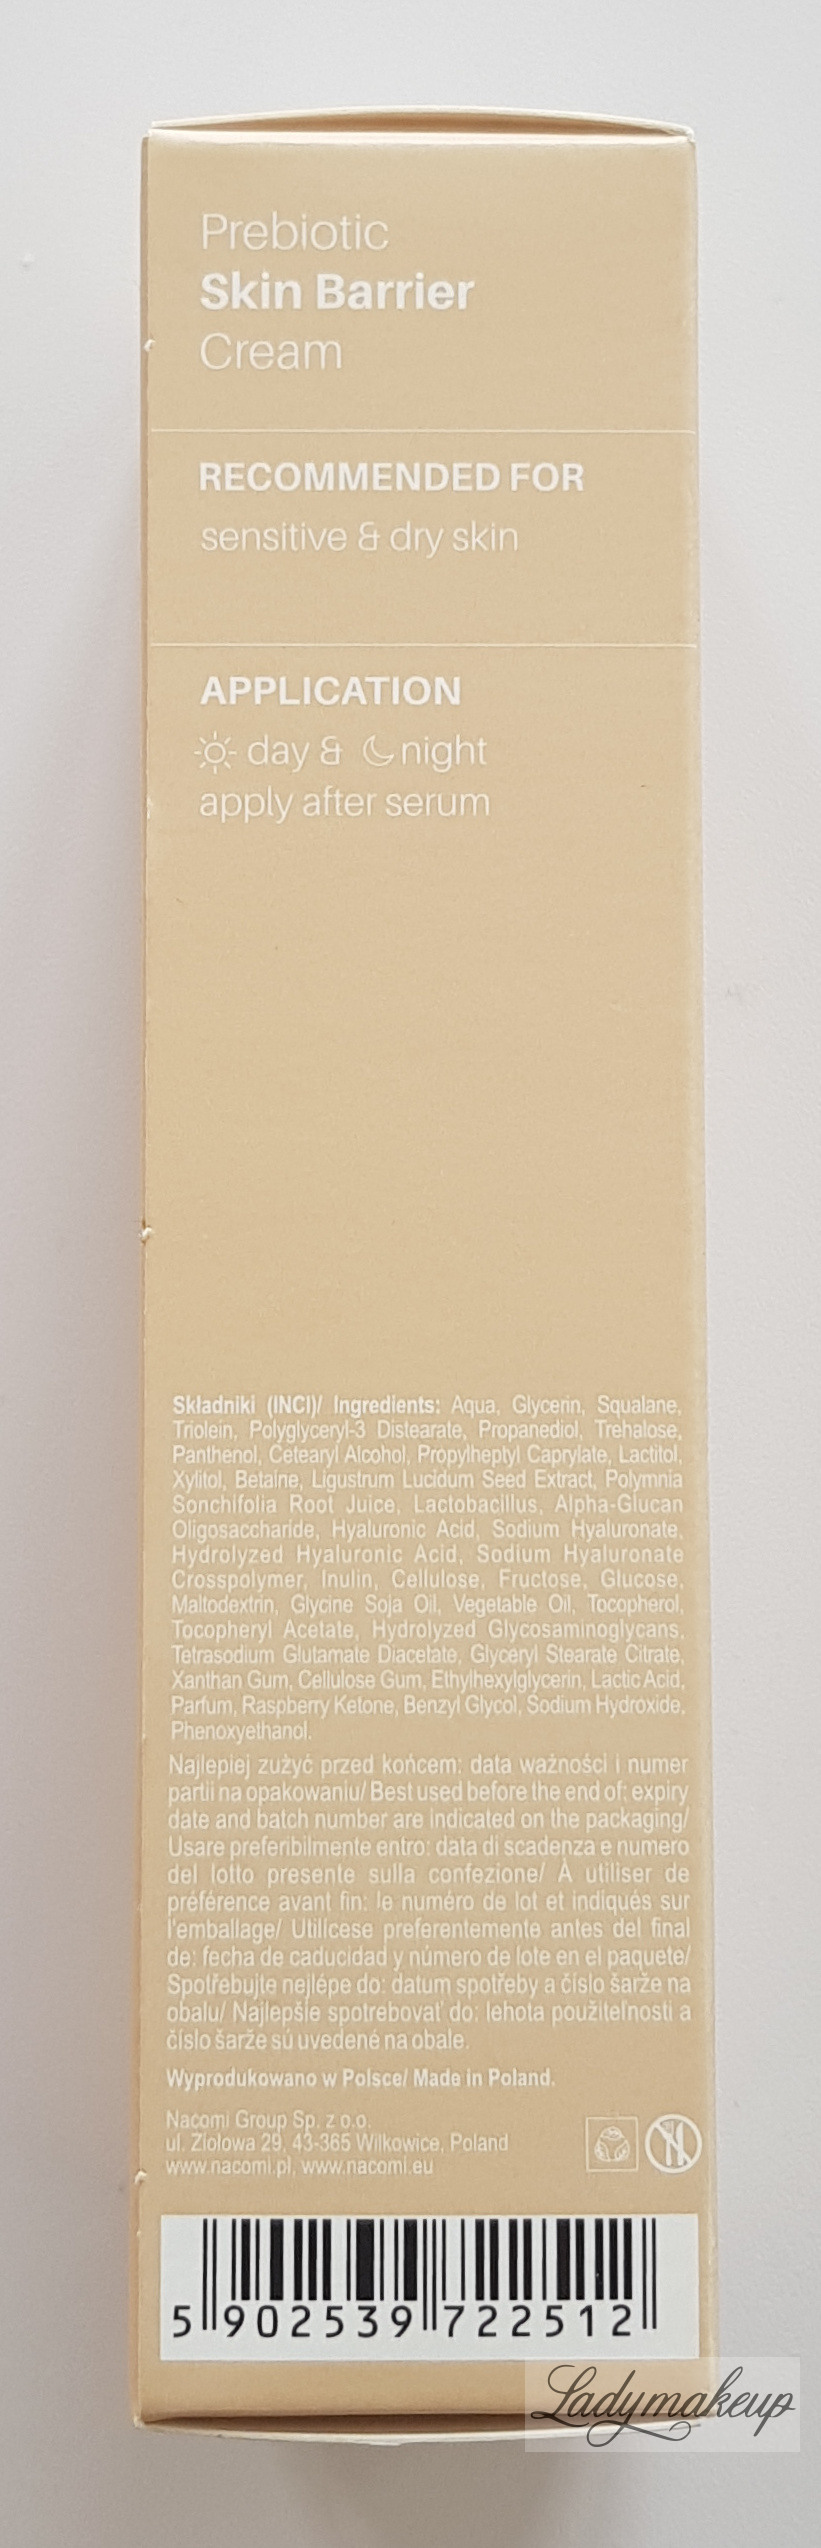 Prebiotic
Skin Barrier
Cream
RECOMMENDED FOR
sensitive & dry skin
APPLICATION
day & night
apply after serum
Składniki (INCI)/ Ingredients: Aqua, Glycerin, Squalane,
Triolein, Polyglyceryl-3 Distearate, Propanediol, Trehalose,
Panthenol, Cetearyl Alcohol, Propylheptyl Caprylate, Lactitol,
Xylitol, Betaine, Ligustrum Lucidum Seed Extract, Polymnia
Sonchifolia Root Juice, Lactobacillus, Alpha-Glucan
Oligosaccharide, Hyaluronic Acid, Sodium Hyaluronate,
Hydrolyzed Hyaluronic Acid, Sodium Hyaluronate
Crosspolymer, Inulin, Cellulose, Fructose, Glucose,
Maltodextrin, Glycine Soja Oil, Vegetable Oil, Tocopherol,
Tocopheryl Acetate, Hydrolyzed Glycosaminoglycans,
Tetrasodium Glutamate Diacetate, Glyceryl Stearate Citrate,
Xanthan Gum, Cellulose Gum, Ethylhexylglycerin, Lactic Acid,
Parfum, Raspberry Ketone, Benzyl Glycol, Sodium Hydroxide,
Phenoxyethanol.
Najlepiej zużyć przed końcem: data ważności i numer
partii na opakowaniu/ Best used before the end of: expiry
date and batch number are indicated on the packaging/
Usare preferibilmente entro: data di scadenza e numero
del lotto presente sulla confezione/ À utiliser de
préférence avant fin: le numéro de lot et indiqués sur
l'emballage/ Utilícese preferentemente antes del final
de: fecha de caducidad y número de lote en el paquete/
Spotřebujte nejlépe do: datum spotřeby a číslo šarže na
obalu/ Najlepšie spotrebovať do: lehota použiteľnosti a
číslo šarže sú uvedené na obale.
Wyprodukowano w Polsce/ Made in Poland.
Nacomi Group Sp. z o.o.
ul. Ziołowa 29, 43-365 Wilkowice, Poland
www.nacomi.pl, www.nacomi.eu
5 902539 722512
Ladymakeup